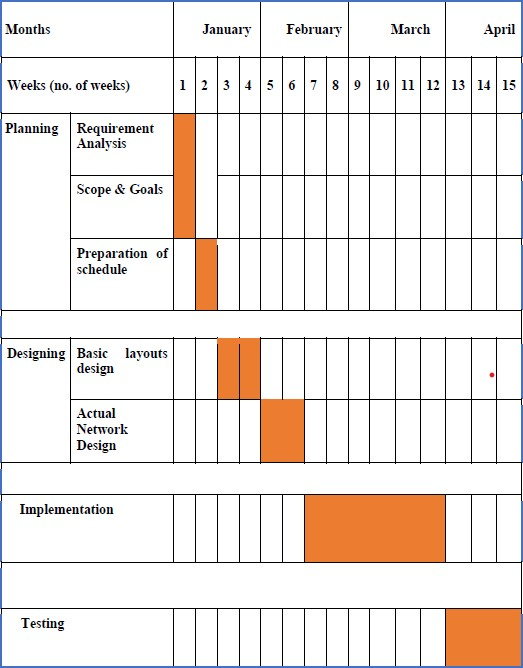 Months January February March April
Weeks (no. of weeks) 1 2 3 4 5 6 7 8 9 10 11 12 13 14 15
Planning Requirement
Analysis
Scope & Goals
Preparation of
schedule
Designing Basic layouts
design
Actual
Network
Design
Implementation
Testing